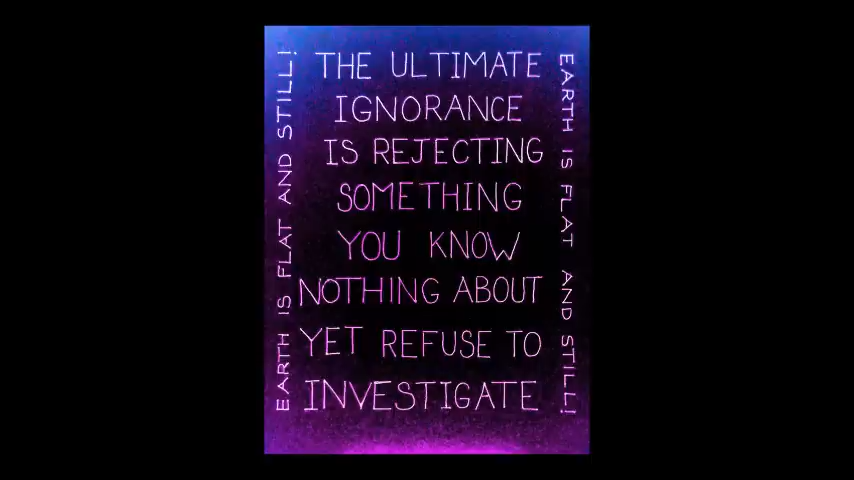 THE ULTIMATE
IGNORANCE
IS REJECTING
SOMETHING
YOU KNOW
NOTHING ABOUT
YET REFUSE TO
INVESTIGATE
EARTH IS FLAT AND STILL!
EARTH IS FLAT AND STILL!